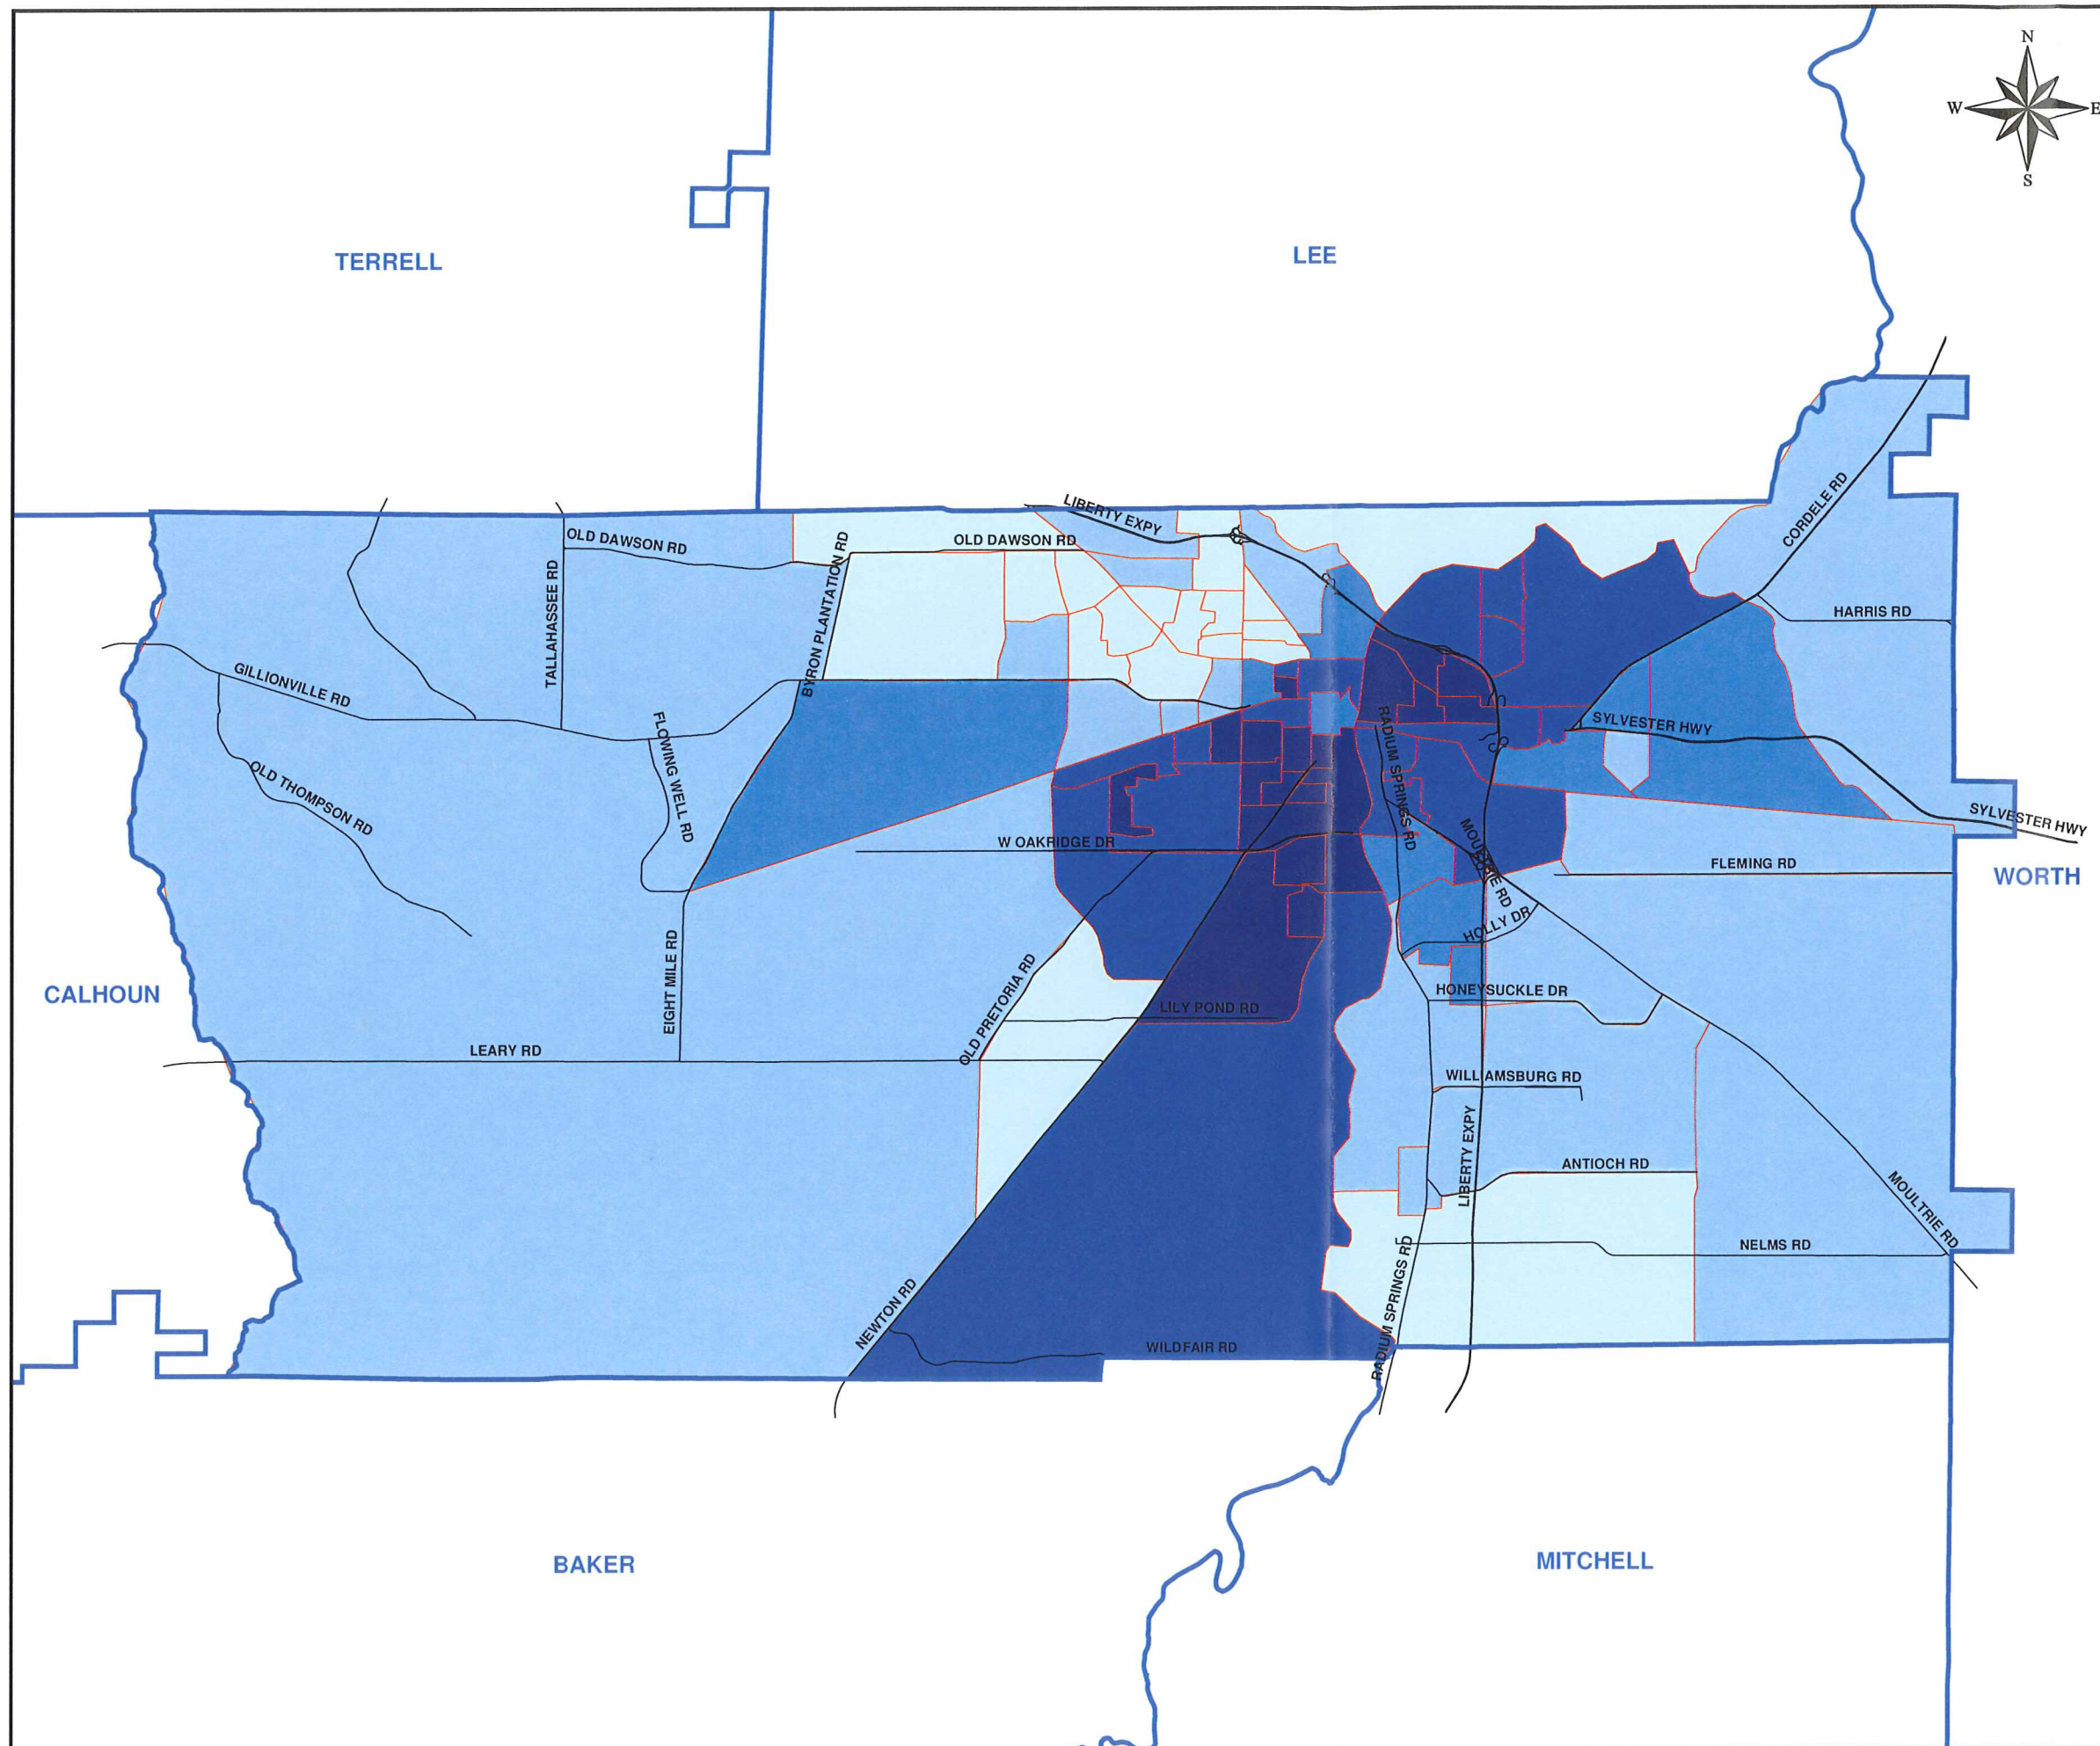 N
W E
S
TERRELL
LEE
LIBERTY EXPY
OLD DAWSON RD
OLD DAWSON RD
CORDELE RD
TALLAHASSEE RD
BYRON PLANTATION RD
HARRIS RD
GILLIONVILLE RD
FLOWING WELL RD
RADIUM SPRINGS RD
SYLVESTER HWY
OLD THOMPSON RD
SYLVESTER HWY
W OAKRIDGE DR
MOULTRIE RD
FLEMING RD
WORTH
HOLLY DR
EIGHT MILE RD
CALHOUN
OLD PRETORIA RD
HONEYSUCKLE DR
LILY POND RD
LEARY RD
WILLIAMSBURG RD
LIBERTY EXPY
ANTIOCH RD
MOULTRIE RD
NELMS RD
RADIUM SPRINGS RD
NEWTON RD
WILDFAIR RD
BAKER
MITCHELL